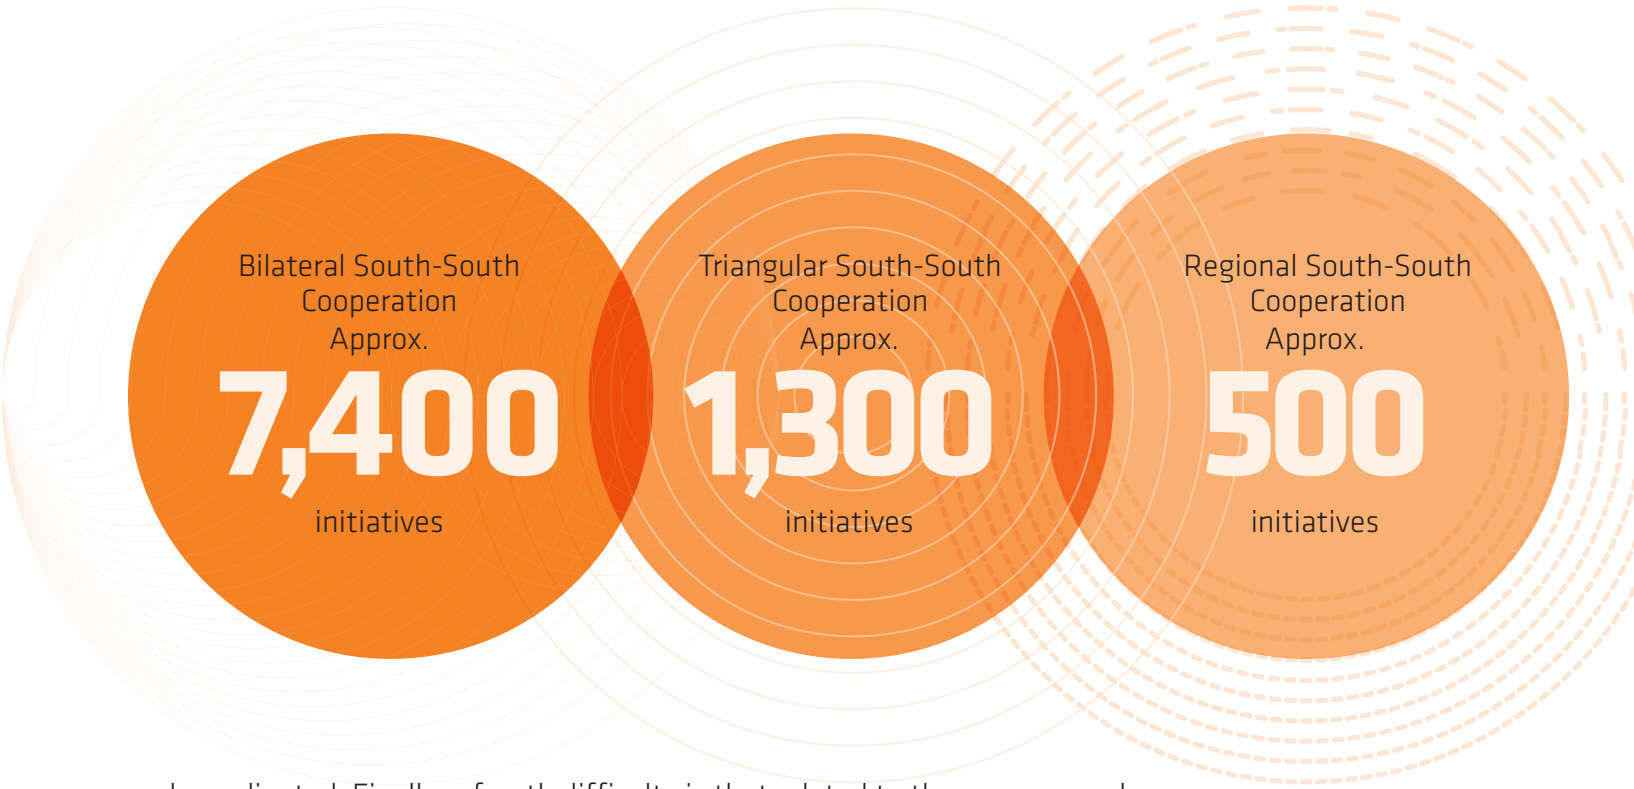 Bilateral South-South
Cooperation
Approx.
7,400
initiatives
Triangular South-South
Cooperation
Approx.
1,300
initiatives
Regional South-South
Cooperation
Approx.
500
initiatives